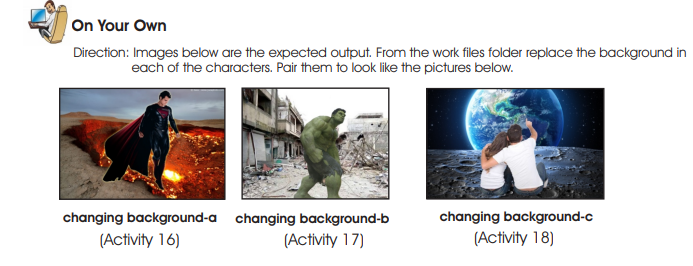 On Your Own
Direction: Images below are the expected output. From the work files folder replace the background in
each of the characters. Pair them to look like the pictures below.
changing background-a changing background-b changing background-c
(Activity 16) (Activity 17) (Activity 18)